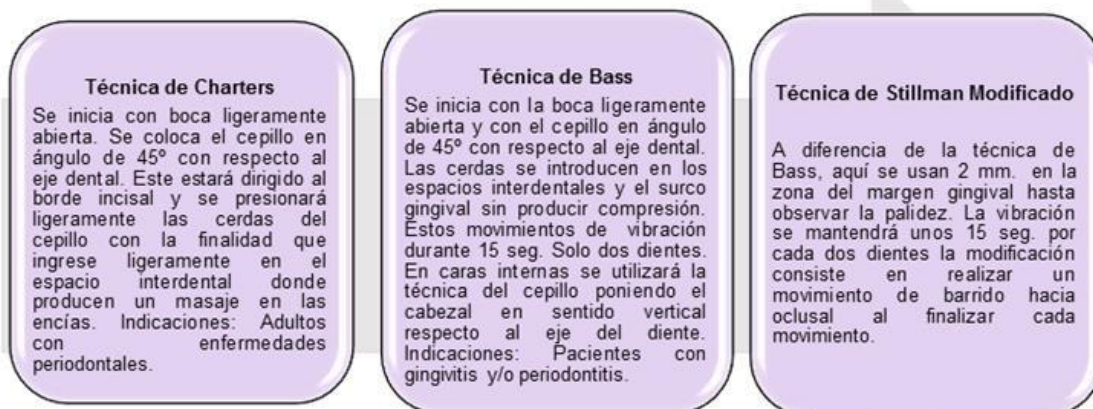 Técnica de Charters
Se inicia con boca ligeramente
abierta. Se coloca el cepillo en
ángulo de 45º con respecto al
eje dental. Este estará dirigido al
borde incisal y se presionará
ligeramente las cerdas del
cepillo con la finalidad que
ingrese ligeramente en el
espacio interdental donde
producen un masaje en las
encías. Indicaciones: Adultos
con enfermedades
periodontales.
Técnica de Bass
Se inicia con la boca ligeramente
abierta y con el cepillo en ángulo
de 45º con respecto al eje dental.
Las cerdas se introducen en los
espacios interdentales y el surco
gingival sin producir compresión.
Estos movimientos de vibración
durante 15 seg. Solo dos dientes.
En caras internas se utilizará la
técnica del cepillo poniendo el
cabezal en sentido vertical
respecto al eje del diente.
Indicaciones: Pacientes con
gingivitis y/o periodontitis.
Técnica de Stillman Modificado
A diferencia de la técnica de
Bass, aquí se usan 2 mm. en la
zona del margen gingival hasta
observar la palidez. La vibración
se mantendrá unos 15 seg. por
cada dos dientes la modificación
consiste en realizar un
movimiento de barrido hacia
oclusal al finalizar cada
movimiento.